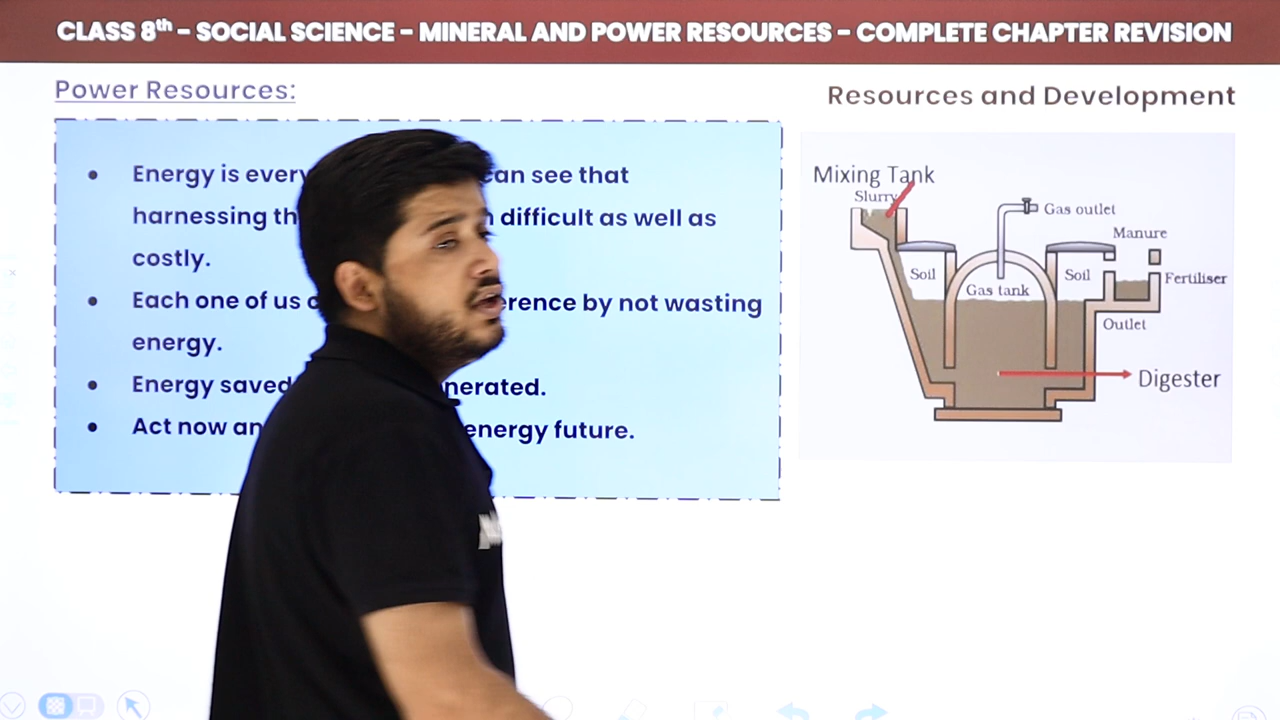 CLASS 8th – SOCIAL SCIENCE – MINERAL AND POWER RESOURCES – COMPLETE CHAPTER REVISION
Power Resources:
Resources and Development
• Energy is every an see that
harnessing th difficult as well as
costly.
• Each one of us erence by not wasting
energy.
• Energy saved nerated.
• Act now an energy future.
Mixing Tank
Slurry
Gas outlet
Manure
Soil
Gas tank
Soil
Fertiliser
Outlet
Digester